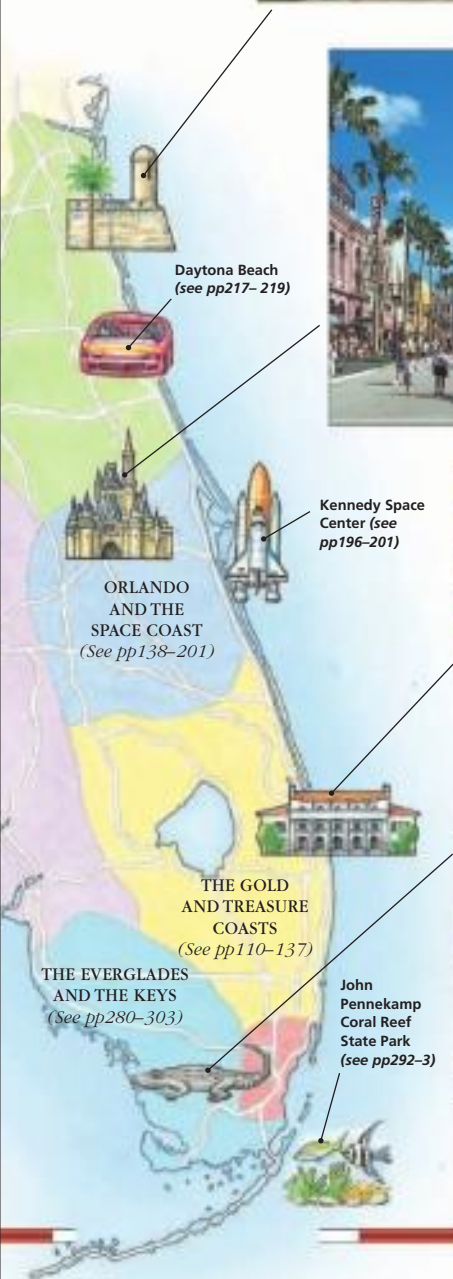 Daytona Beach
(see pp217– 219)
Kennedy Space
Center (see
pp196–201)
ORLANDO
AND THE
SPACE COAST
(See pp138–201)
THE GOLD
AND TREASURE
COASTS
(See pp110–137)
THE EVERGLADES
AND THE KEYS
(See pp280–303)
John
Pennekamp
Coral Reef
State Park
(see pp292–3)